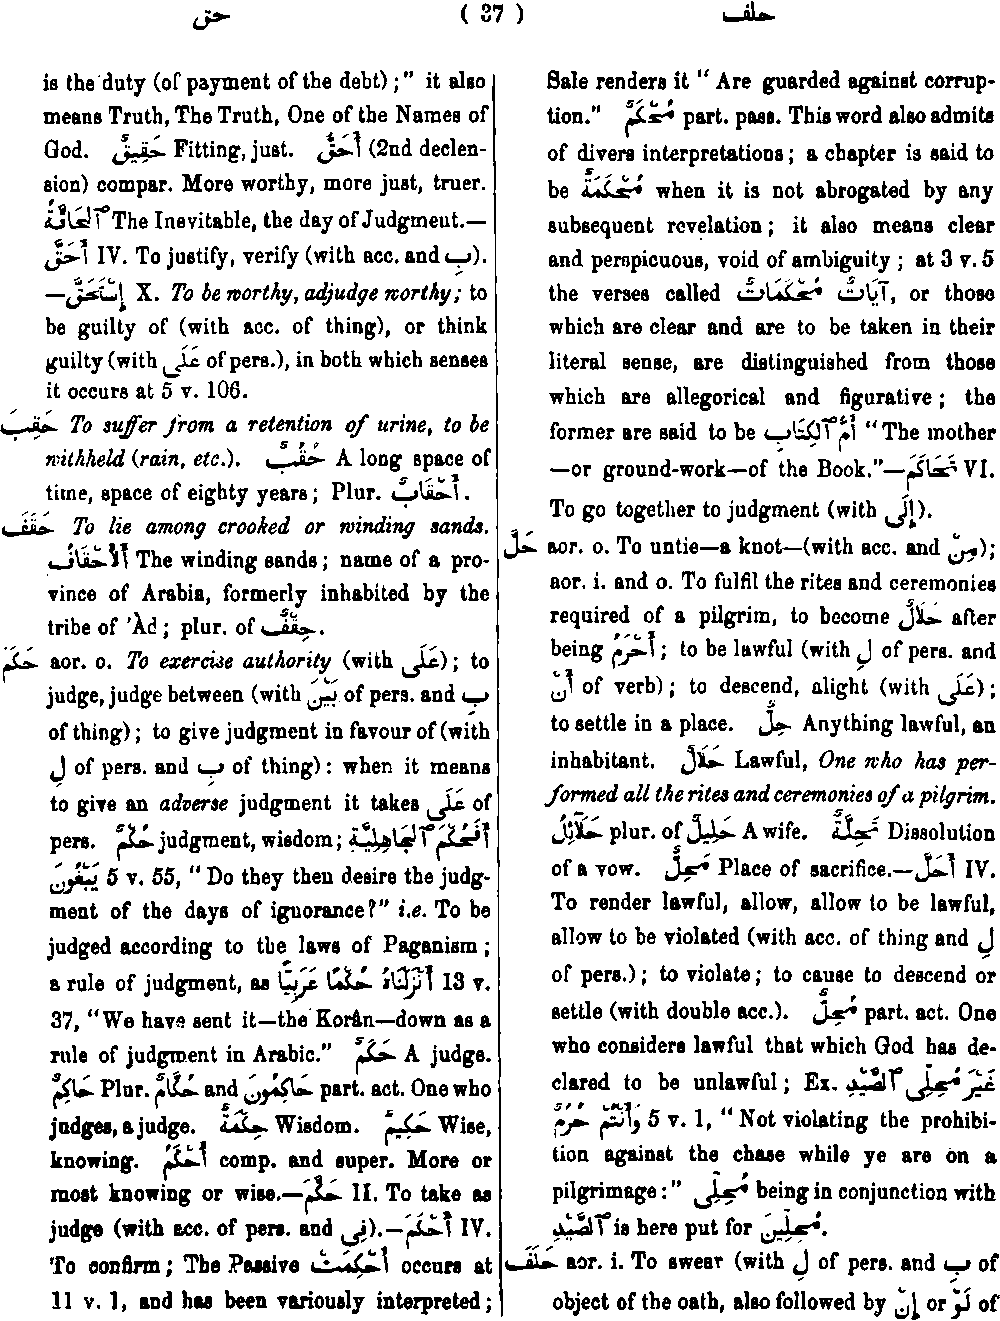 حق ( 37 ) حلف
is the duty (of payment of the debt);” it also
means Truth, The Truth, One of the Names of
God. حَقِيقٌ Fitting, just. أَحَقُّ (2nd declen-
sion) compar. More worthy, more just, truer.
ٱلْحَاقَّةُ The Inevitable, the day of Judgment.—
أَحَقَّ IV. To justify, verify (with acc. and بِ).
—إِسْتَحَقَّ X. To be worthy, adjudge worthy; to
be guilty of (with acc. of thing), or think
guilty (with عَلَى of pers.), in both which senses
it occurs at 5 v. 106.
حَقِبَ To suffer from a retention of urine, to be
withheld (rain, etc.). حُقُبٌ A long space of
time, space of eighty years; Plur. أَحْقَابٌ.
حَقَفَ To lie among crooked or winding sands.
ٱلْأَحْقَافُ The winding sands; name of a pro-
vince of Arabia, formerly inhabited by the
tribe of ’Àd; plur. of حِقْفٌ.
حَكَمَ aor. o. To exercise authority (with عَلَى); to
judge, judge between (with بَيْنَ of pers. and بِ
of thing); to give judgment in favour of (with
لِ of pers. and بِ of thing): when it means
to give an adverse judgment it takes عَلَى of
pers. حُكْمٌ judgment, wisdom; أَفَحُكْمَ ٱلْجَاهِلِيَّةِ
يَبْغُونَ 5 v. 55, “Do they then desire the judg-
ment of the days of ignorance?” i.e. To be
judged according to the laws of Paganism;
a rule of judgment, as أَنْزَلْنَاهُ حُكْمًا عَرَبِيًّا 13 v.
37, “We have sent it—the Korân—down as a
rule of judgment in Arabic.” حَكَمٌ A judge.
حَاكِمٌ Plur. حُكَّامٌ and حَاكِمُونَ part. act. One who
judges, a judge. حِكْمَةٌ Wisdom. حَكِيمٌ Wise,
knowing. أَحْكَمُ comp. and super. More or
most knowing or wise.—حَكَّمَ II. To take as
judge (with acc. of pers. and فِى).—أَحْكَمَ IV.
To confirm; The Passive أُحْكِمَتْ occurs at
11 v. 1, and has been variously interpreted;
Sale renders it “Are guarded against corrup-
tion.” مُحْكَمٌ part. pass. This word also admits
of divers interpretations; a chapter is said to
be مُحْكَمَةٌ when it is not abrogated by any
subsequent revelation; it also means clear
and perspicuous, void of ambiguity; at 3 v. 5
the verses called آيَاتٌ مُحْكَمَاتٌ, or those
which are clear and are to be taken in their
literal sense, are distinguished from those
which are allegorical and figurative; the
former are said to be أُمُّ ٱلْكِتَابِ “The mother
—or ground-work—of the Book.”—تَحَاكَمَ VI.
To go together to judgment (with إِلَى).
حَلَّ aor. o. To untie—a knot—(with acc. and مِنْ);
aor. i. and o. To fulfil the rites and ceremonies
required of a pilgrim, to become حَلَالٌ after
being أَحْرَمَ; to be lawful (with لِ of pers. and
أَنْ of verb); to descend, alight (with عَلَى);
to settle in a place. حِلٌّ Anything lawful, an
inhabitant. حَلَالٌ Lawful, One who has per-
formed all the rites and ceremonies of a pilgrim.
حَلَائِلُ plur. of حَلِيلٌ A wife. تَحِلَّةٌ Dissolution
of a vow. مَحِلٌّ Place of sacrifice.—أَحَلَّ IV.
To render lawful, allow, allow to be lawful,
allow to be violated (with acc. of thing and لِ
of pers.); to violate; to cause to descend or
settle (with double acc.). مُحِلٌّ part. act. One
who considers lawful that which God has de-
clared to be unlawful; Ex. غَيْرَ مُحِلِّى ٱلصَّيْدِ
وَأَنْتُمْ حُرُمٌ 5 v. 1, “Not violating the prohibi-
tion against the chase while ye are on a
pilgrimage:” مُحِلِّى being in conjunction with
ٱلصَّيْدِ is here put for مُحِلِّينَ.
حَلَفَ aor. i. To swear (with لِ of pers. and بِ of
object of the oath, also followed by إِنْ or لَوْ of